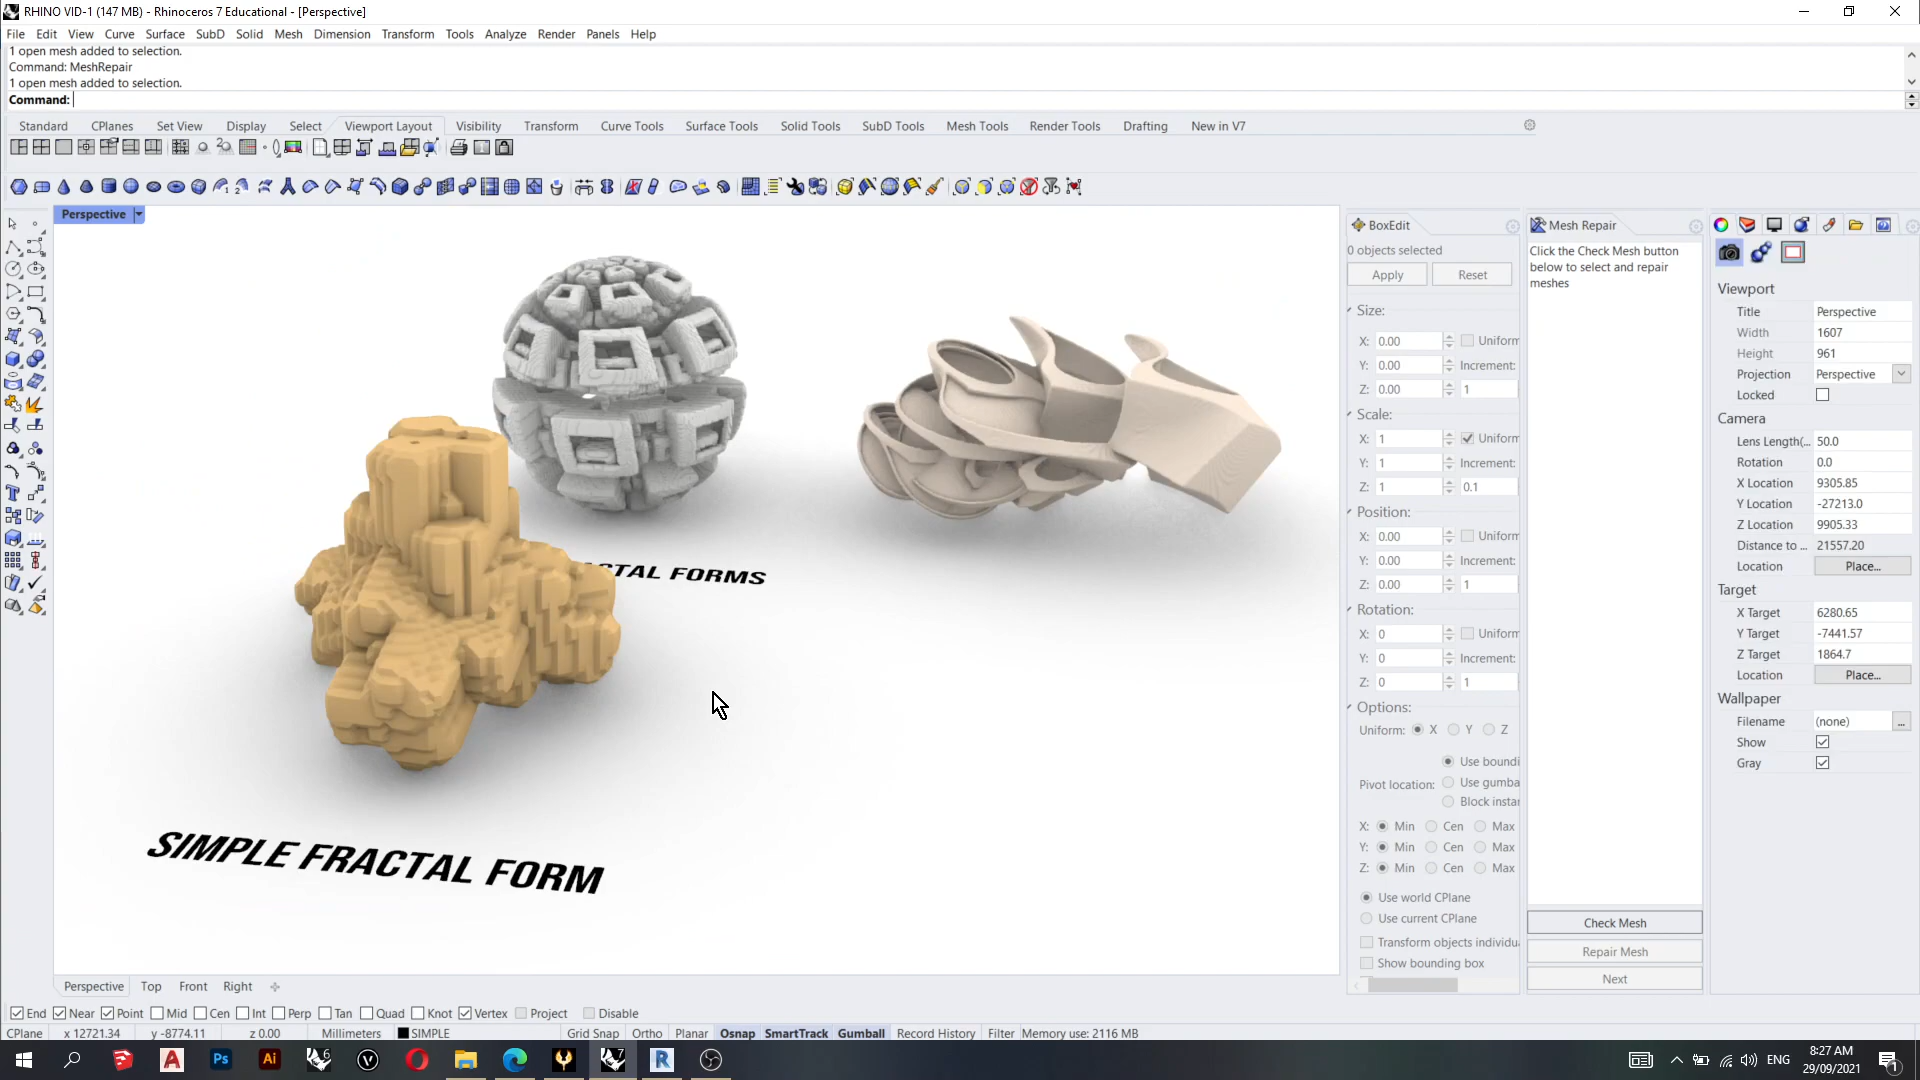 RHINO VID-1 (147 MB) - Rhinoceros 7 Educational - [Perspective]
File Edit View Curve Surface SubD Solid Mesh Dimension Transform Tools Analyze Render Panels Help
1 open mesh added to selection.
Command: MeshRepair
1 open mesh added to selection.
Command:
Standard CPlanes Set View Display Select Viewport Layout Visibility Transform Curve Tools Surface Tools Solid Tools SubD Tools Mesh Tools Render Tools Drafting New in V7
Perspective
CTAL FORMS
SIMPLE FRACTAL FORM
BoxEdit
0 objects selected
Apply Reset
Size:
X: 0.00 Uniform
Y: 0.00 Increment:
Z: 0.00 1
Scale:
X: 1 Uniform
Y: 1 Increment:
Z: 1 0.1
Position:
X: 0.00 Uniform
Y: 0.00 Increment:
Z: 0.00 1
Rotation:
X: 0 Uniform
Y: 0 Increment:
Z: 0 1
Options:
Uniform: X Y Z
Use boundi
Pivot location: Use gumba
Block instar
X: Min Cen Max
Y: Min Cen Max
Z: Min Cen Max
Use world CPlane
Use current CPlane
Transform objects individu
Show bounding box
Mesh Repair
Click the Check Mesh button
below to select and repair
meshes
Check Mesh
Repair Mesh
Next
Viewport
Title Perspective
Width 1607
Height 961
Projection Perspective
Locked
Camera
Lens Length(... 50.0
Rotation 0.0
X Location 9305.85
Y Location -27213.0
Z Location 9905.33
Distance to ... 21557.20
Location Place...
Target
X Target 6280.65
Y Target -7441.57
Z Target 1864.7
Location Place...
Wallpaper
Filename (none) ...
Show
Gray
Perspective Top Front Right
End Near Point Mid Cen Int Perp Tan Quad Knot Vertex Project Disable
CPlane x 12721.34 y -8774.11 z 0.00 Millimeters SIMPLE Grid Snap Ortho Planar Osnap SmartTrack Gumball Record History Filter Memory use: 2116 MB
ENG
8:27 AM
29/09/2021